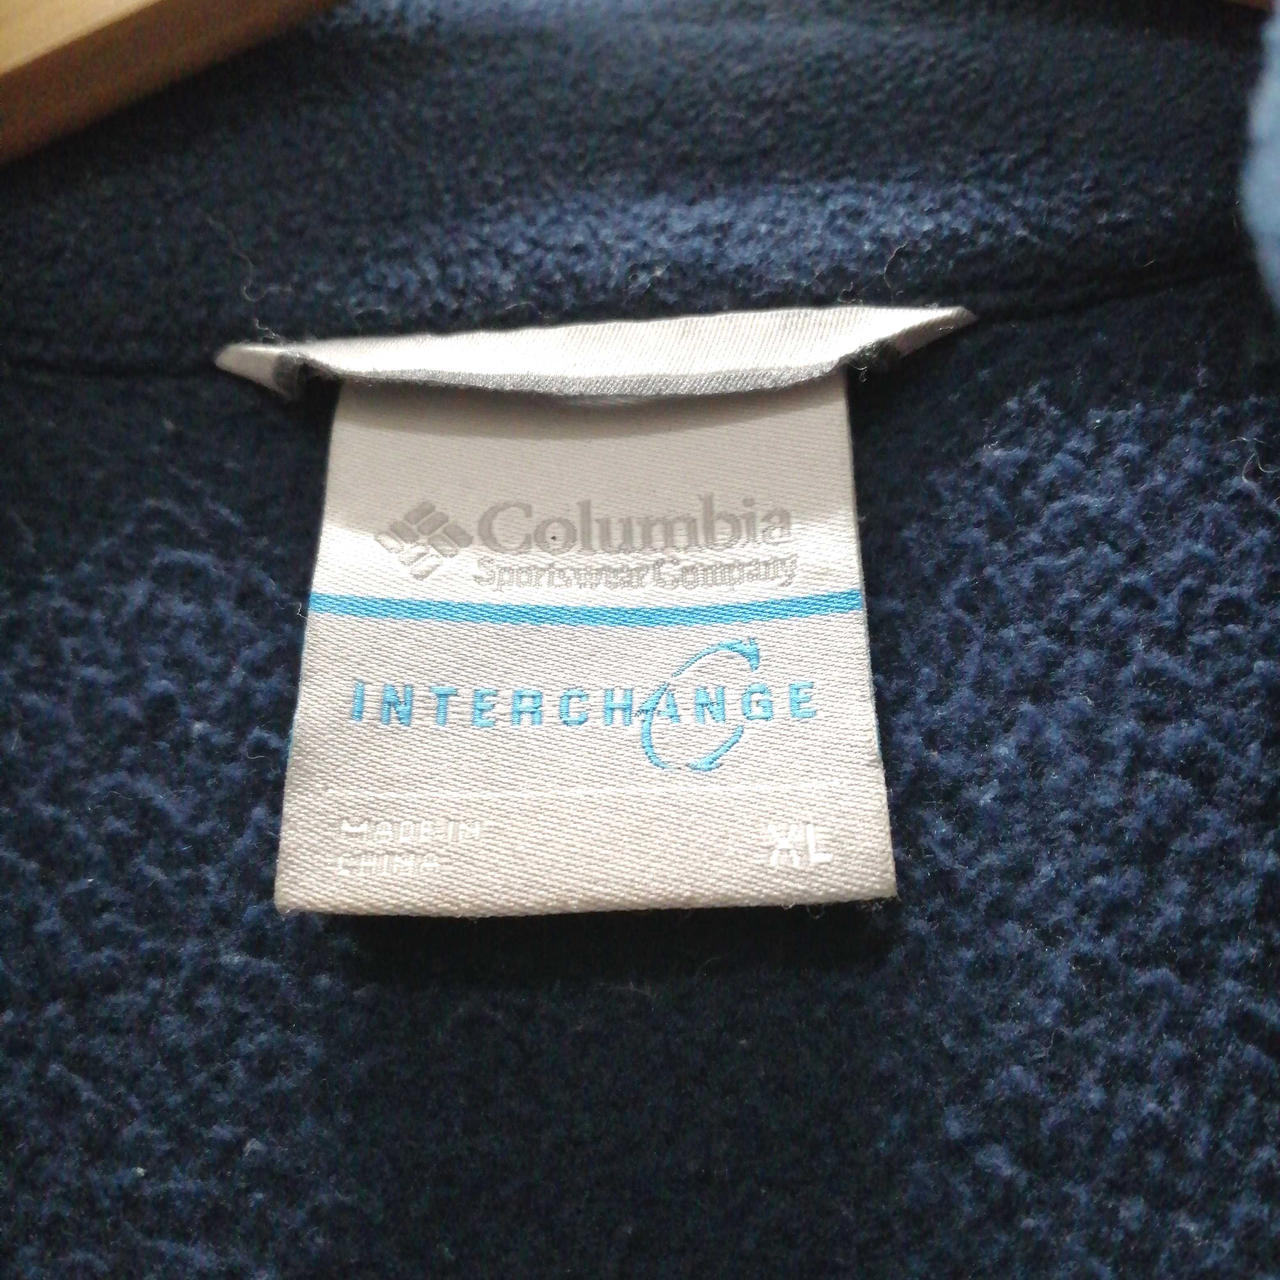 Columbia
Sportswear Company
INTERCHANGE
MADE IN
CHINA
XL